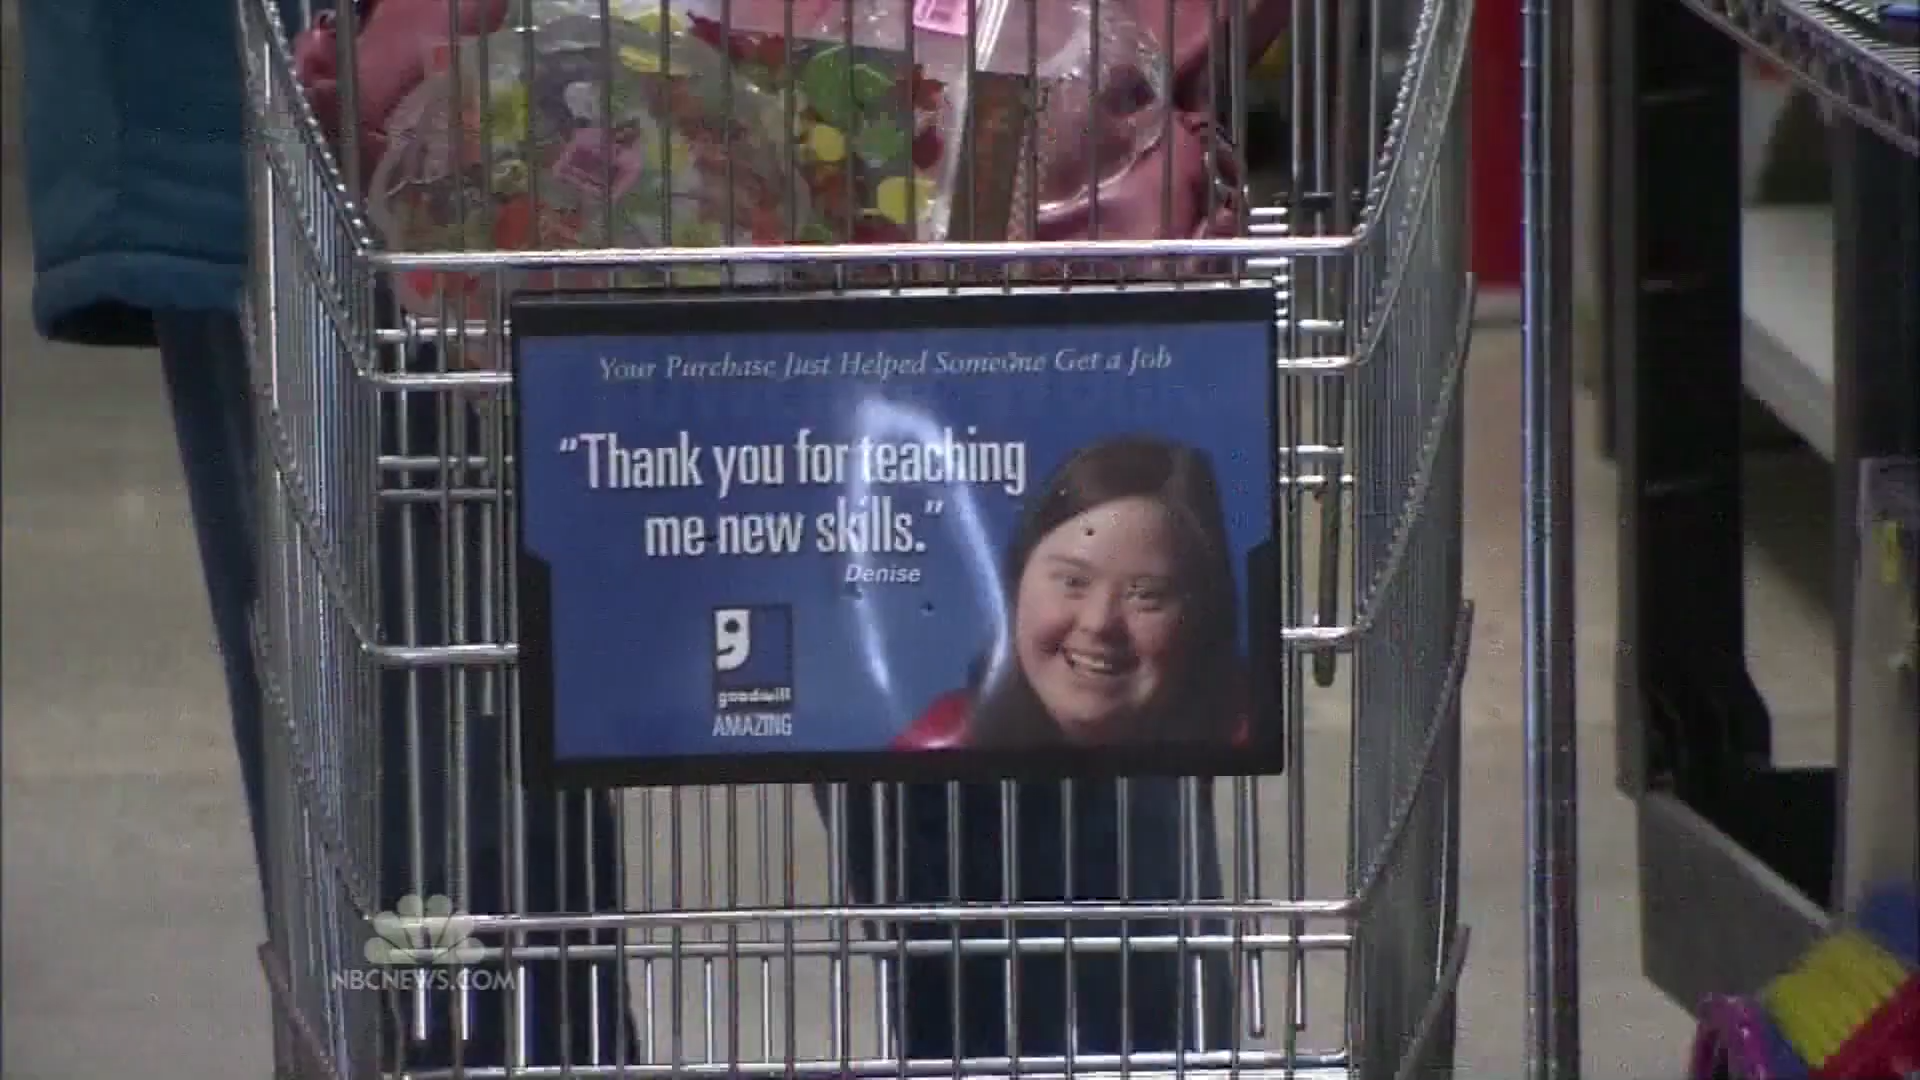 Your Purchase Just Helped Someone Get a Job
“Thank you for teaching
me new skills.”
Denise
goodwill
AMAZING
NBCNEWS.COM